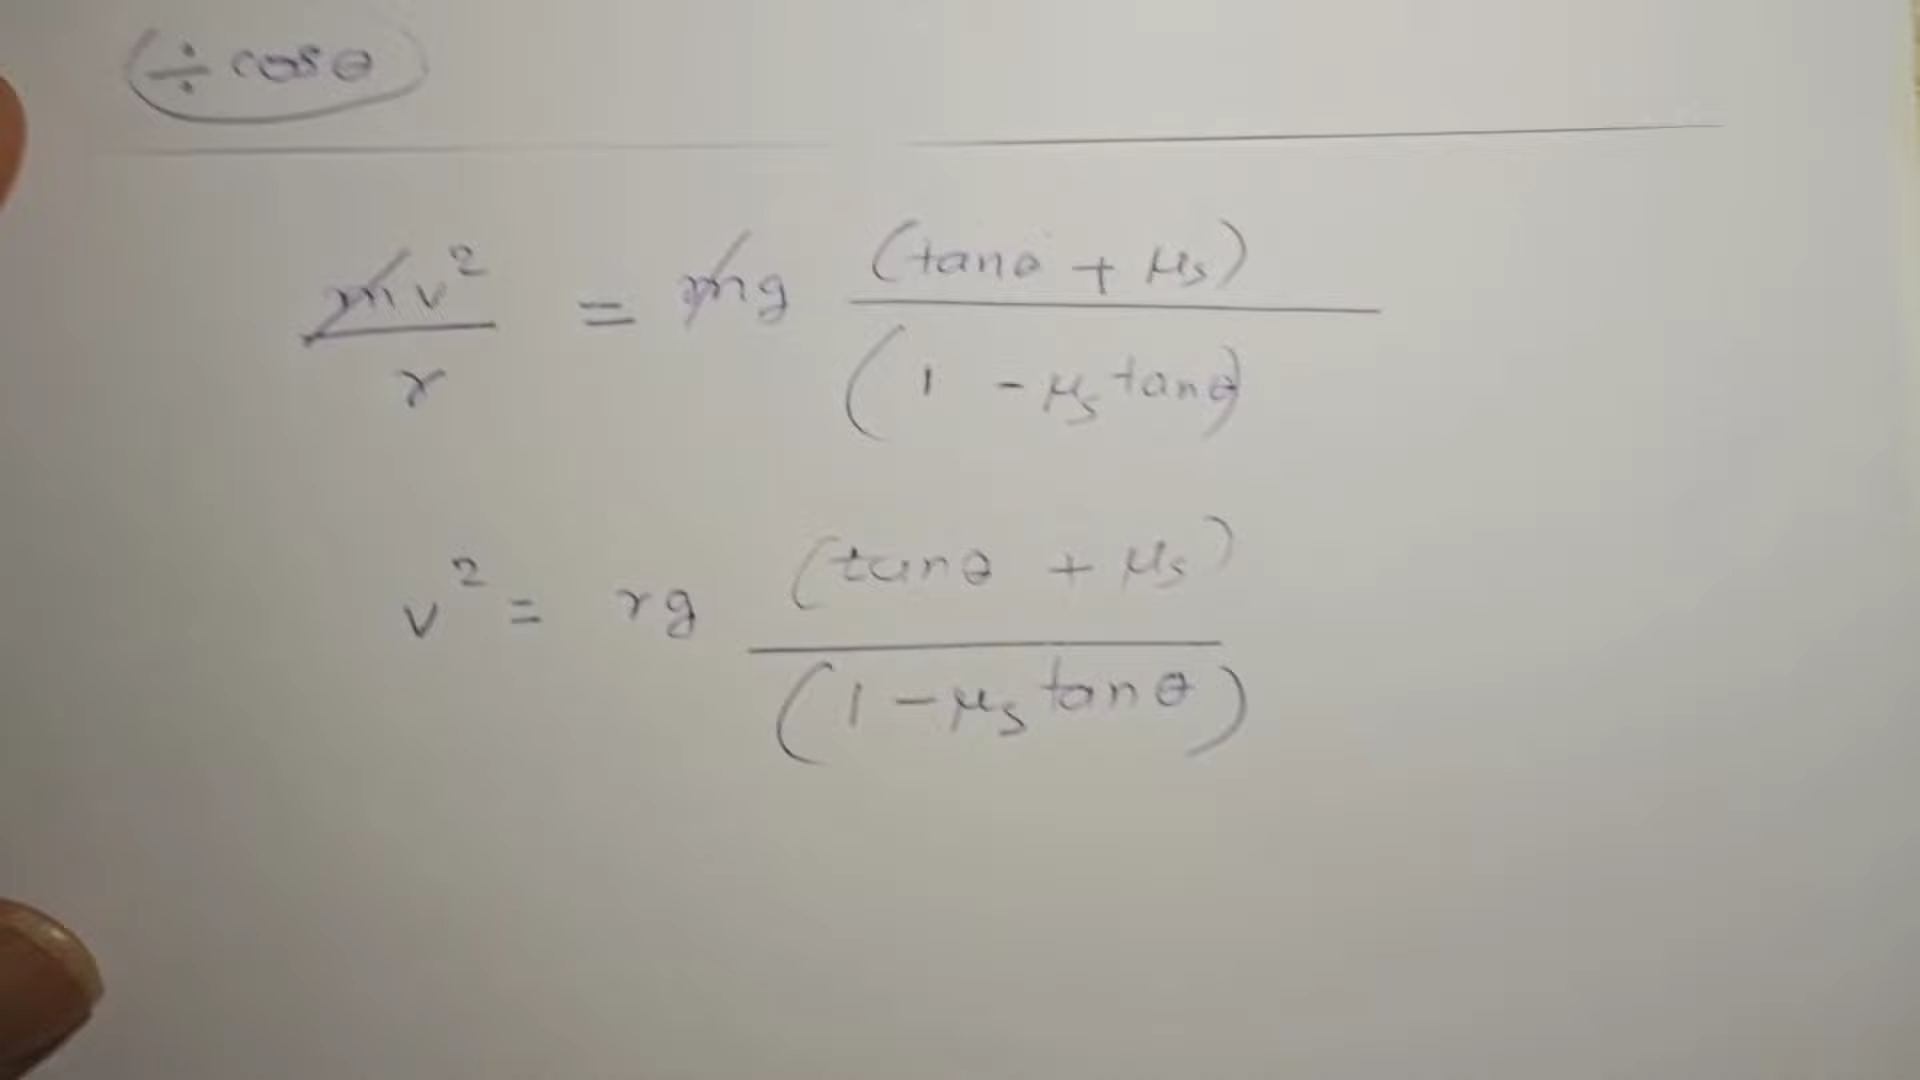 (÷ cosθ)
mv²/r = mg (tanθ + μs)/(1 - μs tanθ)
v² = rg (tanθ + μs)/(1 - μs tanθ)